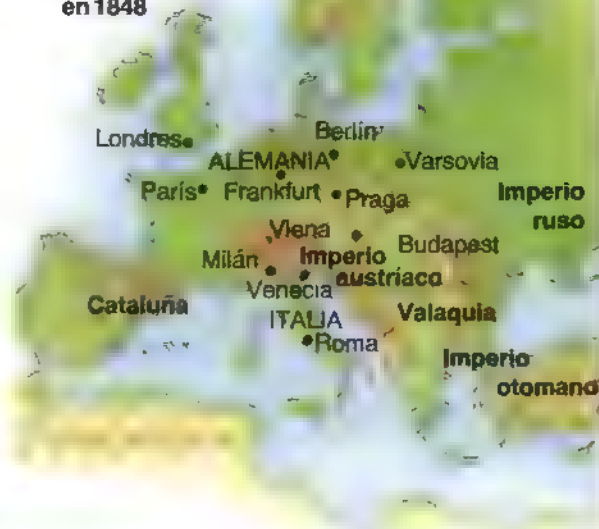 en 1848
Londres
Berlín
ALEMANIA
Varsovia
París
Frankfurt
Praga
Imperio
ruso
Viena
Budapest
Milán
Imperio
austríaco
Venecia
Cataluña
Valaquia
ITALIA
Roma
Imperio
otomano